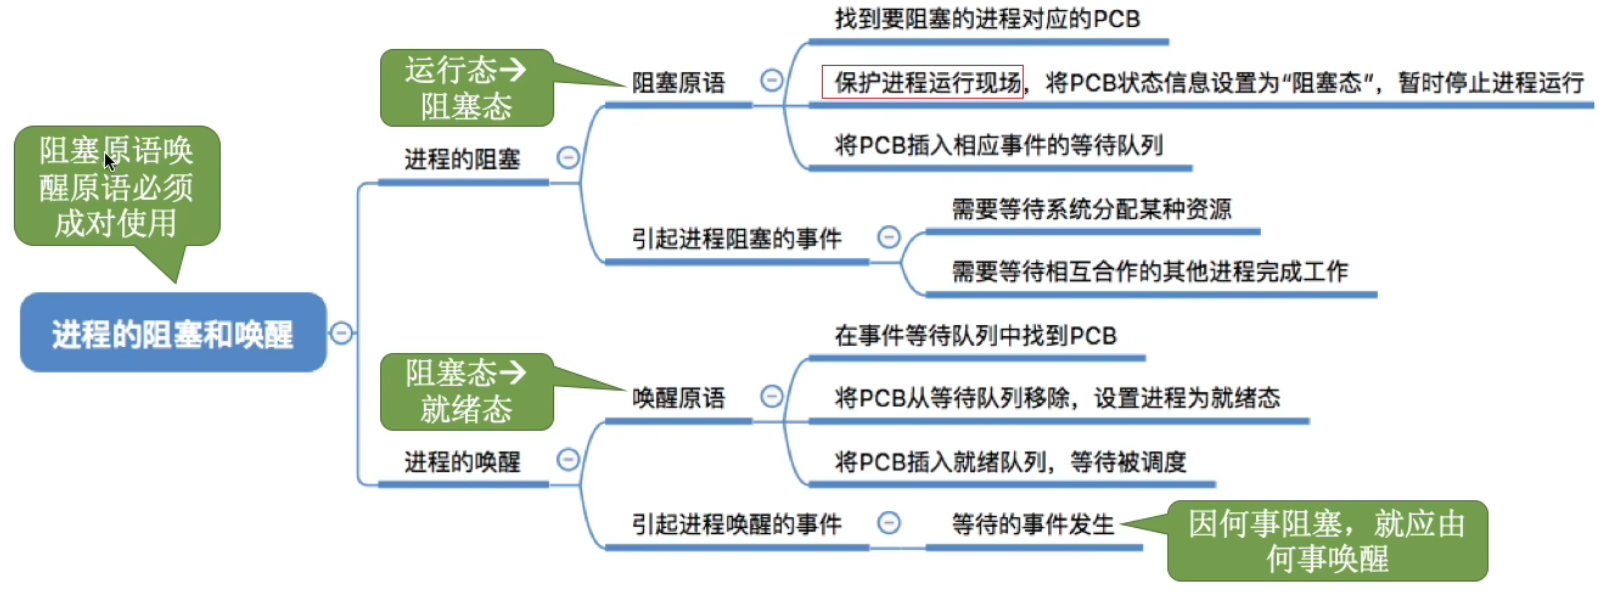 阻塞原语唤
醒原语必须
成对使用
进程的阻塞和唤醒
进程的阻塞
运行态→
阻塞态
阻塞原语
找到要阻塞的进程对应的PCB
保护进程运行现场，将PCB状态信息设置为“阻塞态”，暂时停止进程运行
将PCB插入相应事件的等待队列
引起进程阻塞的事件
需要等待系统分配某种资源
需要等待相互合作的其他进程完成工作
进程的唤醒
阻塞态→
就绪态
唤醒原语
在事件等待队列中找到PCB
将PCB从等待队列移除，设置进程为就绪态
将PCB插入就绪队列，等待被调度
引起进程唤醒的事件
等待的事件发生
因何事阻塞，就应由
何事唤醒